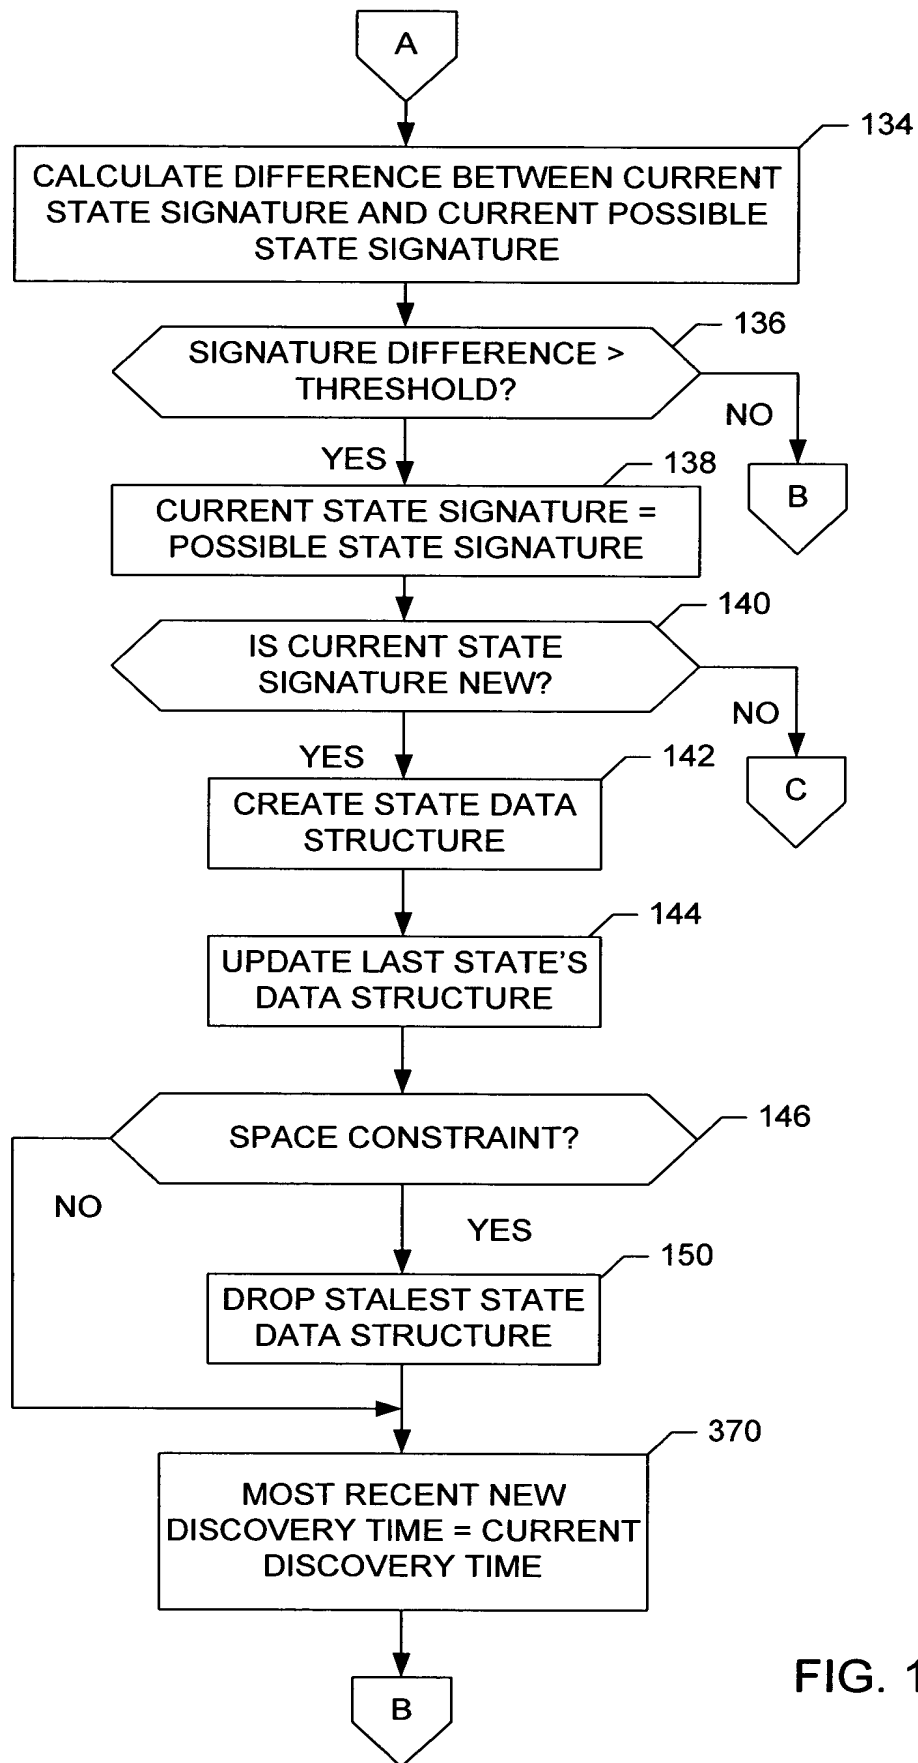 A
134
CALCULATE DIFFERENCE BETWEEN CURRENT
STATE SIGNATURE AND CURRENT POSSIBLE
STATE SIGNATURE
136
SIGNATURE DIFFERENCE >
THRESHOLD?
NO
YES
B
138
CURRENT STATE SIGNATURE =
POSSIBLE STATE SIGNATURE
140
IS CURRENT STATE
SIGNATURE NEW?
NO
YES
C
142
CREATE STATE DATA
STRUCTURE
144
UPDATE LAST STATE'S
DATA STRUCTURE
146
SPACE CONSTRAINT?
NO
YES
150
DROP STALEST STATE
DATA STRUCTURE
370
MOST RECENT NEW
DISCOVERY TIME = CURRENT
DISCOVERY TIME
B
FIG. 1